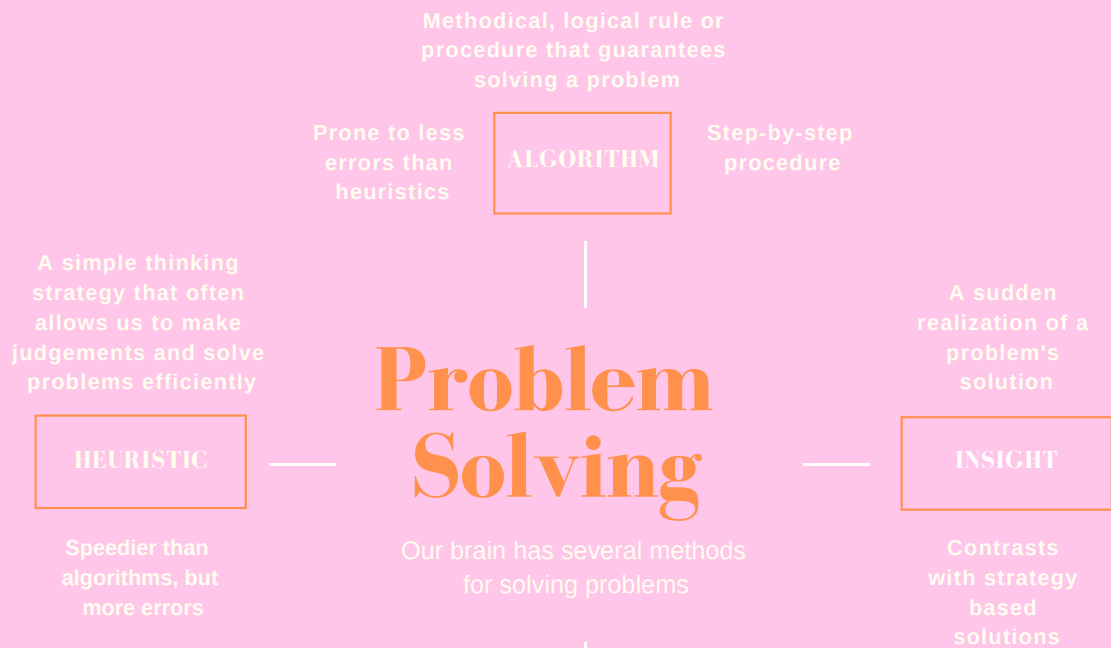 Methodical, logical rule or
procedure that guarantees
solving a problem
Prone to less
errors than
heuristics
ALGORITHM
Step-by-step
procedure
A simple thinking
strategy that often
allows us to make
judgements and solve
problems efficiently
HEURISTIC
Speedier than
algorithms, but
more errors
Problem
Solving
Our brain has several methods
for solving problems
A sudden
realization of a
problem's
solution
INSIGHT
Contrasts
with strategy
based
solutions